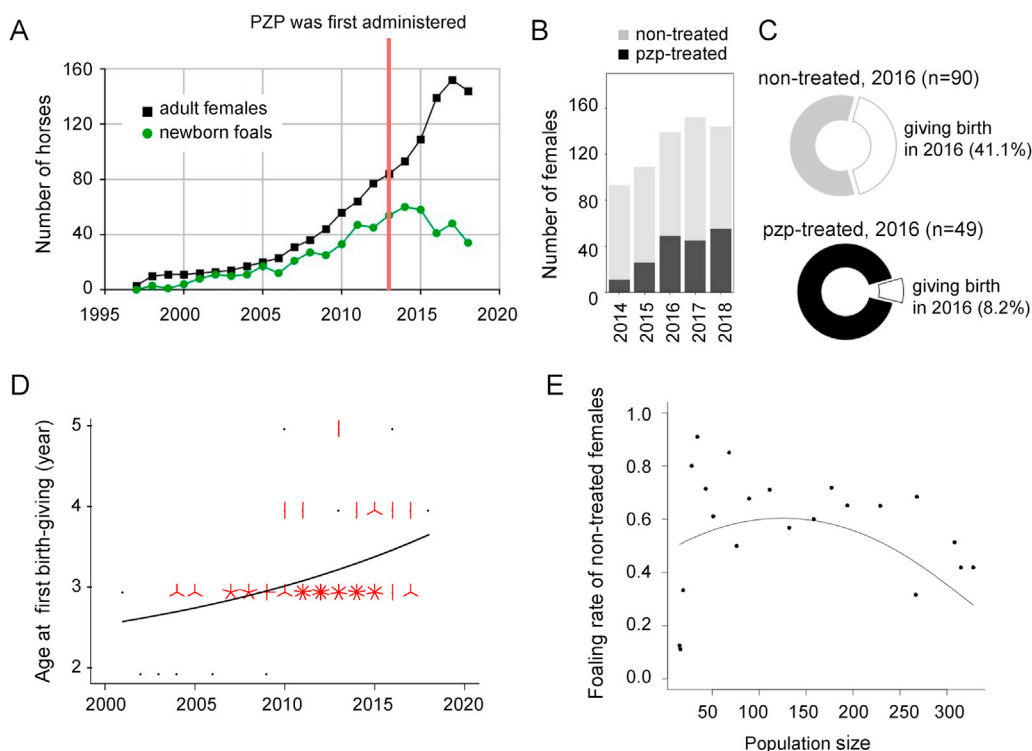 PZP was first administered
A
Number of horses
160
120
80
40
0
adult females
newborn foals
1995
2000
2005
2010
2015
2020
B
non-treated
pzp-treated
Number of females
160
120
80
40
0
2014
2015
2016
2017
2018
C
non-treated, 2016 (n=90)
giving birth
in 2016 (41.1%)
pzp-treated, 2016 (n=49)
giving birth
in 2016 (8.2%)
D
Age at first birth-giving (year)
5
4
3
2
2000
2005
2010
2015
2020
E
Foaling rate of non-treated females
1.0
0.8
0.6
0.4
0.2
0.0
50
100
150
200
250
300
Population size